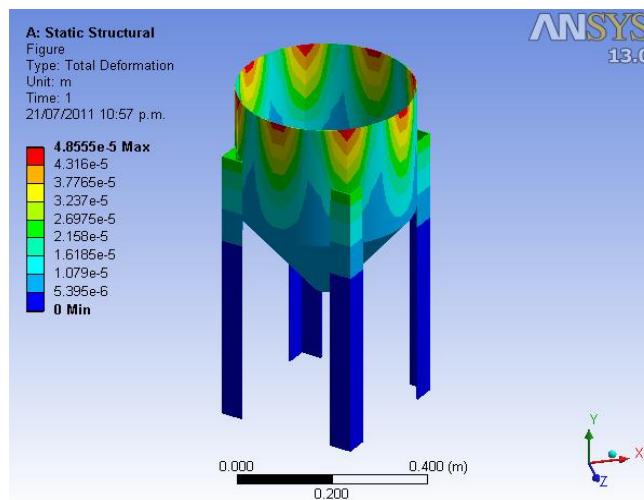 A: Static Structural
Figure
Type: Total Deformation
Unit: m
Time: 1
21/07/2011 10:57 p.m.
4.8555e-5 Max
4.316e-5
3.7765e-5
3.237e-5
2.6975e-5
2.158e-5
1.6185e-5
1.079e-5
5.395e-6
0 Min
ANSYS
13.0
0.000
0.400 (m)
0.200
Y
X
Z